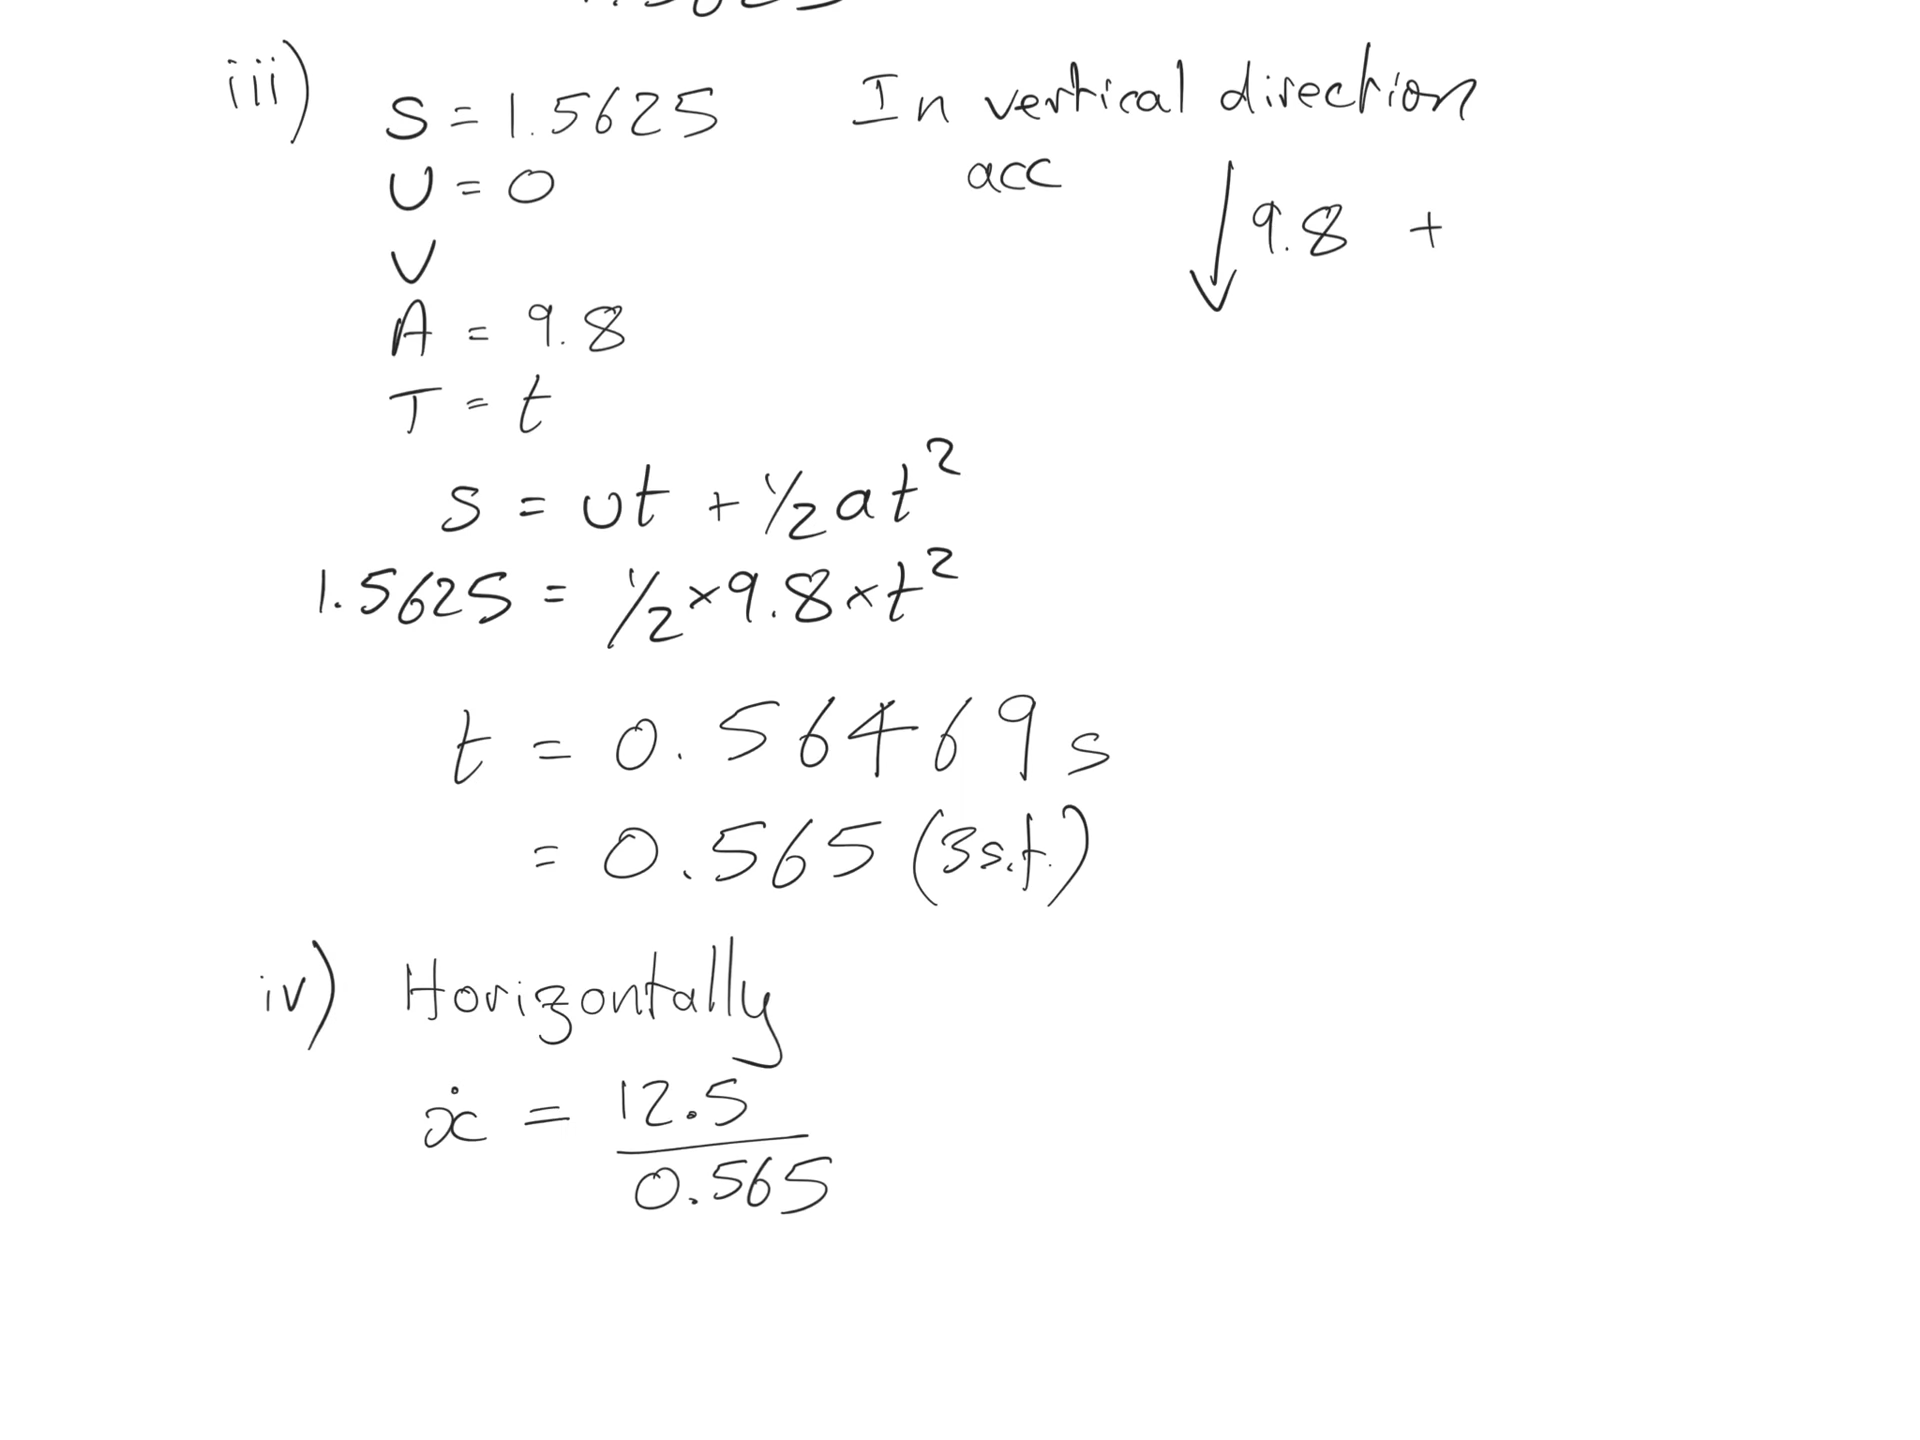 iii) S = 1.5625 In vertical direction
U = 0 acc
V ↓ 9.8 +
A = 9.8
T = t
s = ut + ½at²
1.5625 = ½ × 9.8 × t²
t = 0.56469 s
= 0.565 (3s.f.)
iv) Horizontally
ẋ = 12.5
0.565